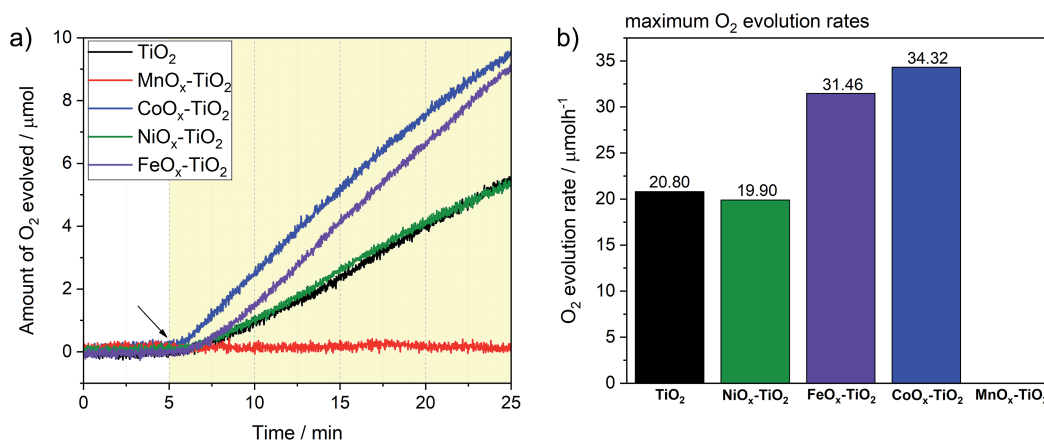 a)
TiO₂
MnOₓ-TiO₂
CoOₓ-TiO₂
NiOₓ-TiO₂
FeOₓ-TiO₂
Amount of O₂ evolved / μmol
10
8
6
4
2
0
0 5 10 15 20 25
Time / min
b)
maximum O₂ evolution rates
O₂ evolution rate / μmolh⁻¹
35
30
25
20
15
10
5
0
20.80
19.90
31.46
34.32
TiO₂ NiOₓ-TiO₂ FeOₓ-TiO₂ CoOₓ-TiO₂ MnOₓ-TiO₂